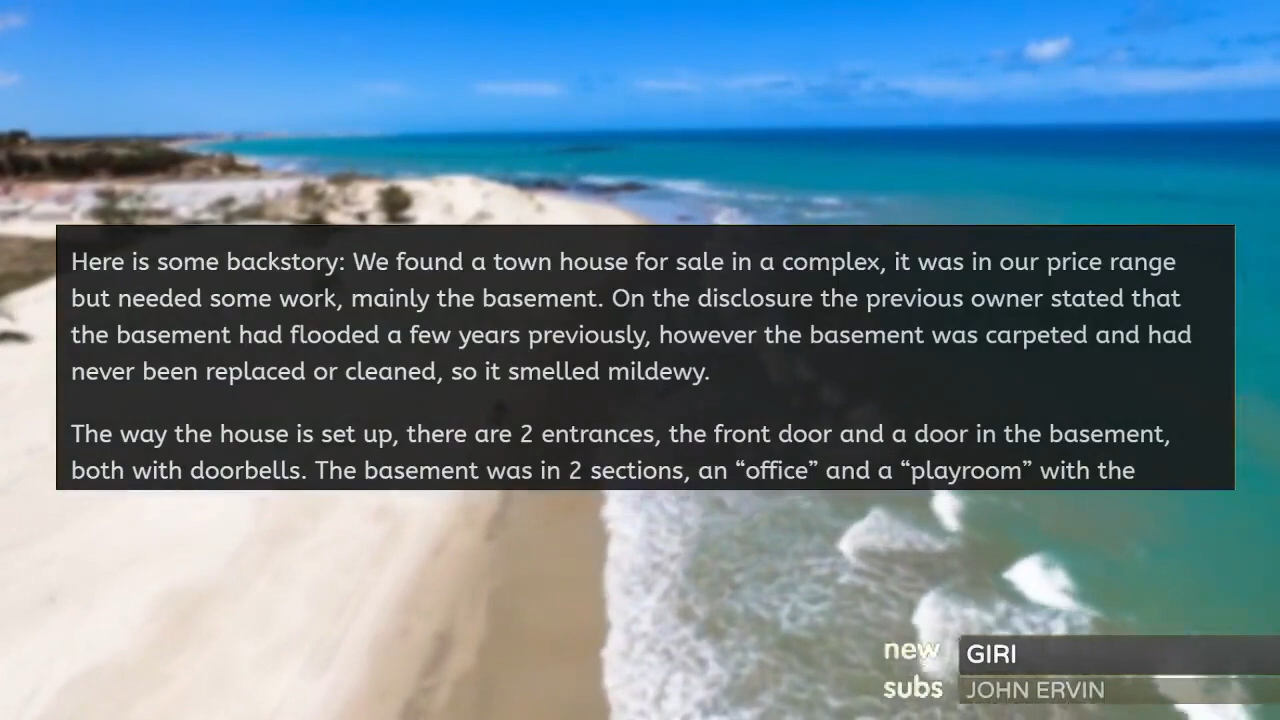 Here is some backstory: We found a town house for sale in a complex, it was in our price range
but needed some work, mainly the basement. On the disclosure the previous owner stated that
the basement had flooded a few years previously, however the basement was carpeted and had
never been replaced or cleaned, so it smelled mildewy.
The way the house is set up, there are 2 entrances, the front door and a door in the basement,
both with doorbells. The basement was in 2 sections, an “office” and a “playroom” with the
new
subs
GIRI
JOHN ERVIN